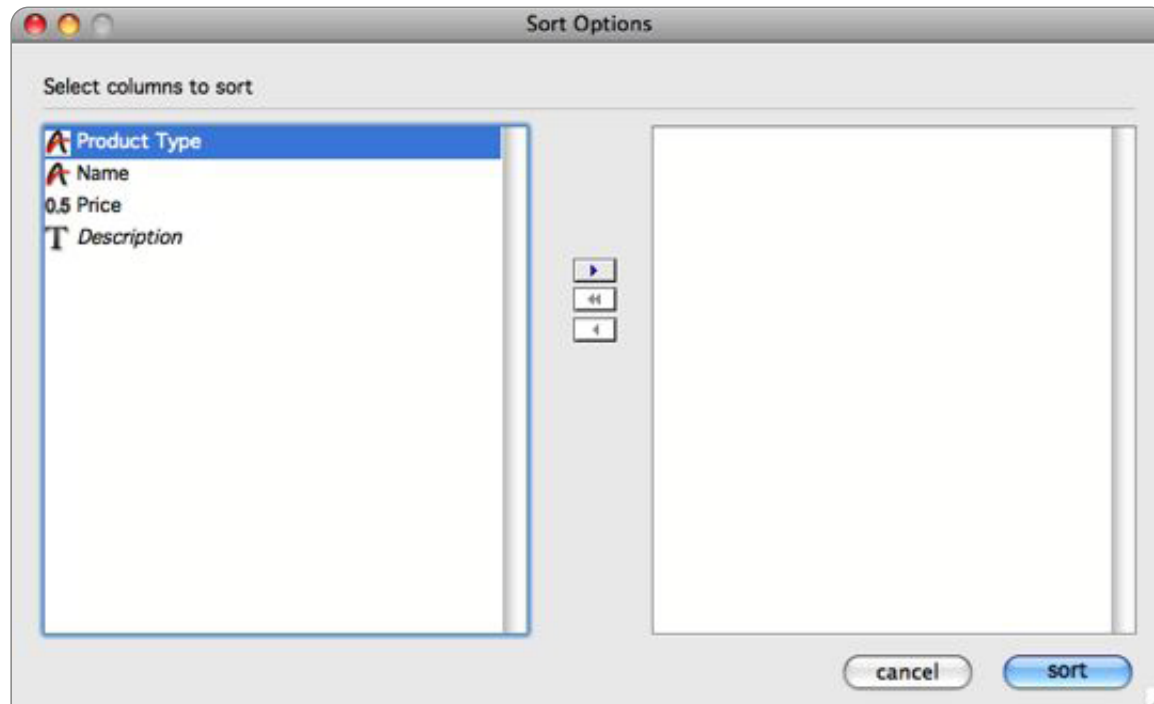 Sort Options
Select columns to sort
Product Type
Name
0.5 Price
T Description
cancel
sort